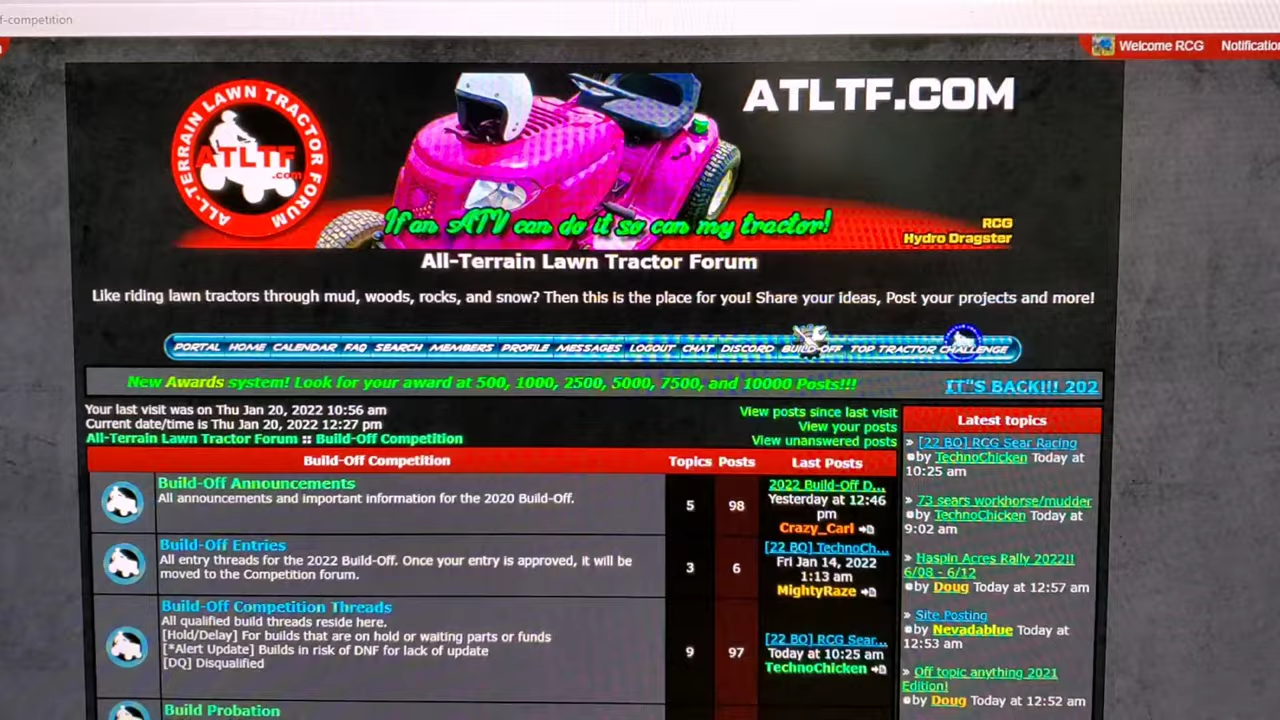 f-competition
Welcome RCG Notification
ATLTF.COM
ALL-TERRAIN LAWN TRACTOR FORUM
ATLTF
.com
If an ATV can do it so can my tractor!
RCG
Hydro Dragster
All-Terrain Lawn Tractor Forum
Like riding lawn tractors through mud, woods, rocks, and snow? Then this is the place for you! Share your ideas, Post your projects and more!
PORTAL HOME CALENDAR FAQ SEARCH MEMBERS PROFILE MESSAGES LOGOUT CHAT DISCORD BUILD-OFF TOP TRACTOR CHALLENGE
New Awards system! Look for your award at 500, 1000, 2500, 5000, 7500, and 10000 Posts!!!
IT"S BACK!!! 202
Your last visit was on Thu Jan 20, 2022 10:56 am
Current date/time is Thu Jan 20, 2022 12:27 pm
All-Terrain Lawn Tractor Forum :: Build-Off Competition
View posts since last visit
View your posts
View unanswered posts
Build-Off Competition Topics Posts Last Posts
Build-Off Announcements
All announcements and important information for the 2020 Build-Off.
5 98
2022 Build-Off D...
Yesterday at 12:46
pm
Crazy_Carl
Build-Off Entries
All entry threads for the 2022 Build-Off. Once your entry is approved, it will be
moved to the Competition forum.
3 6
[22 BO] TechnoCh...
Fri Jan 14, 2022
1:13 am
MightyRaze
Build-Off Competition Threads
All qualified build threads reside here.
[Hold/Delay] For builds that are on hold or waiting parts or funds
[*Alert Update] Builds in risk of DNF for lack of update
[DQ] Disqualified
9 97
[22 BO] RCG Sear...
Today at 10:25 am
TechnoChicken
Build Probation
Latest topics
» [22 BO] RCG Sear Racing
by TechnoChicken Today at
10:25 am
» 73 sears workhorse/mudder
by TechnoChicken Today at
9:02 am
» Haspin Acres Rally 2022!!
6/08 - 6/12
by Doug Today at 12:57 am
» Site Posting
by Nevadablue Today at
12:53 am
» Off topic anything 2021
Edition!
by Doug Today at 12:52 am